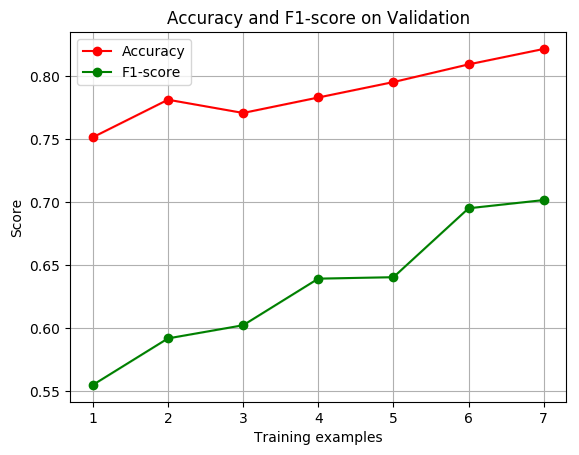 Accuracy and F1-score on Validation
Accuracy
F1-score
0.80
0.75
0.70
0.65
0.60
0.55
Score
1 2 3 4 5 6 7
Training examples